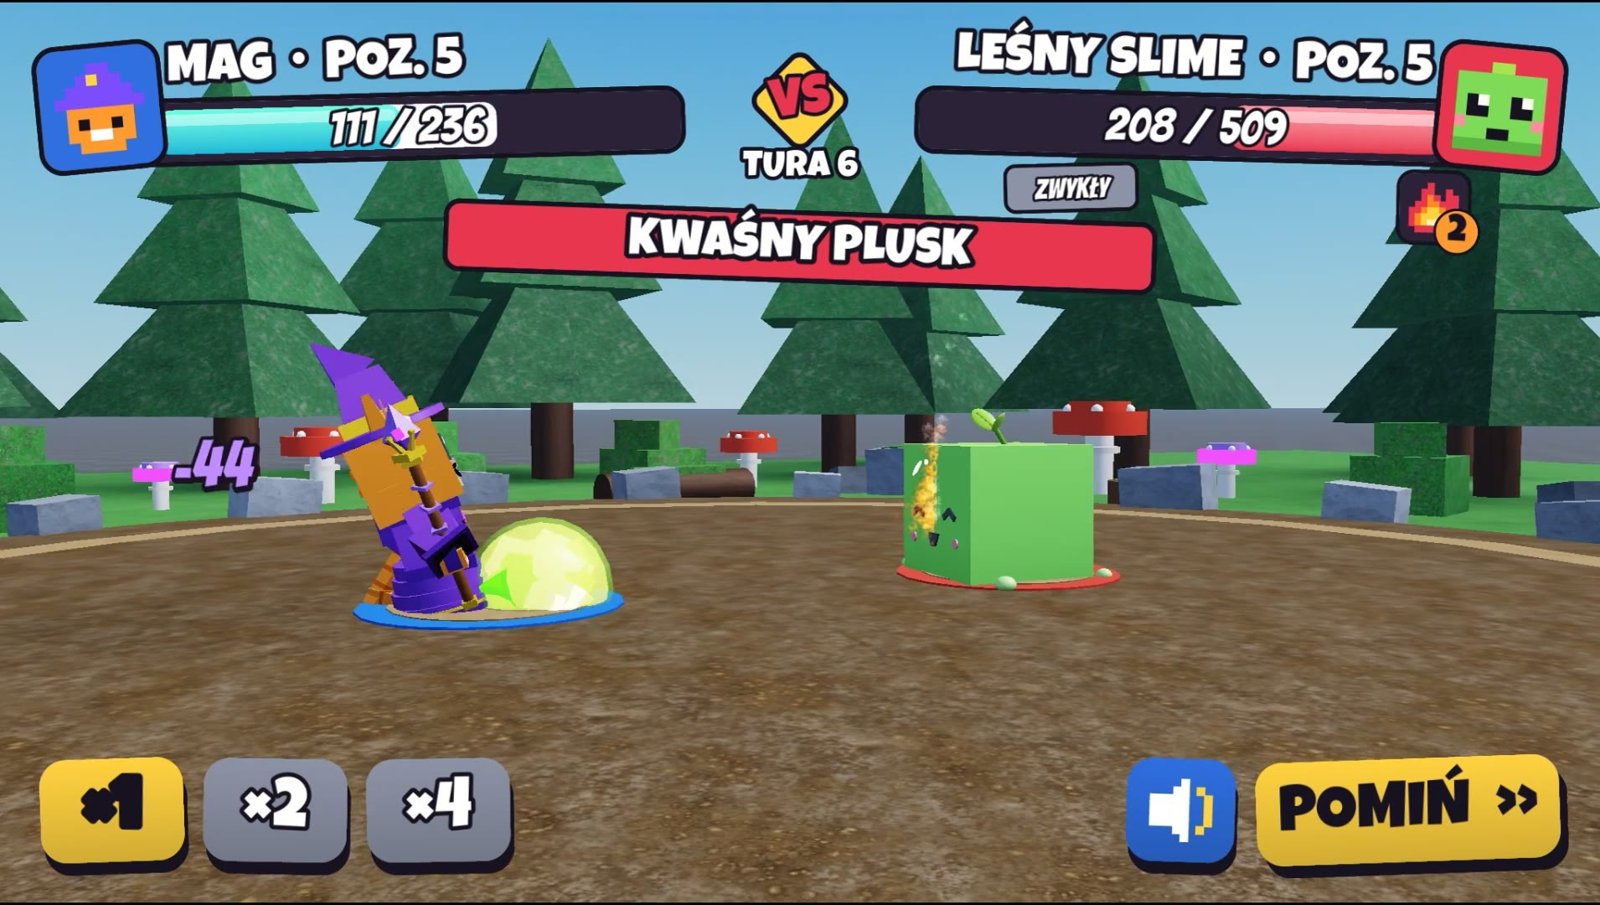 MAG • POZ. 5
111 / 236
VS
TURA 6
LEŚNY SLIME • POZ. 5
208 / 509
ZWYKŁY
2
KWAŚNY PLUSK
-44
×1
×2
×4
POMIŃ »